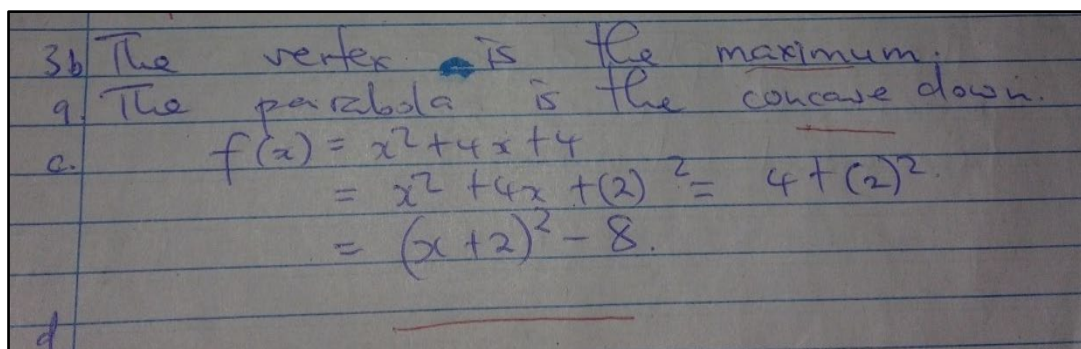 3b The vertex is the maximum.
a. The parabola is the concave down.
c. f(x) = x² + 4x + 4
= x² + 4x + (2)² = 4 + (2)².
= (x + 2)² - 8.
d